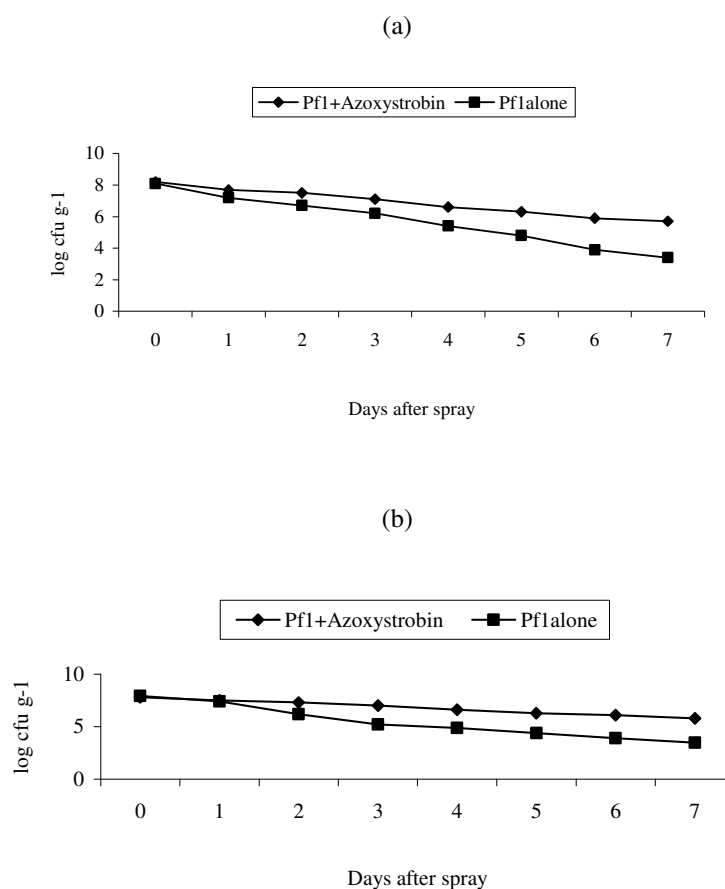 (a)
Pf1+Azoxystrobin Pf1alone
10
8
6
4
2
0
log cfu g-1
0 1 2 3 4 5 6 7
Days after spray
(b)
Pf1+Azoxystrobin Pf1alone
10
5
0
log cfu g-1
0 1 2 3 4 5 6 7
Days after spray